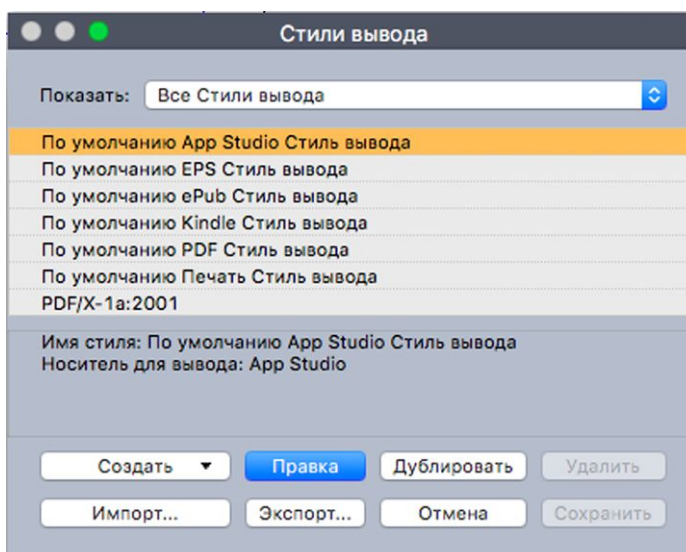 Стили вывода
Показать: Все Стили вывода
По умолчанию App Studio Стиль вывода
По умолчанию EPS Стиль вывода
По умолчанию ePub Стиль вывода
По умолчанию Kindle Стиль вывода
По умолчанию PDF Стиль вывода
По умолчанию Печать Стиль вывода
PDF/X-1a:2001
Имя стиля: По умолчанию App Studio Стиль вывода
Носитель для вывода: App Studio
Создать Правка Дублировать Удалить
Импорт... Экспорт... Отмена Сохранить